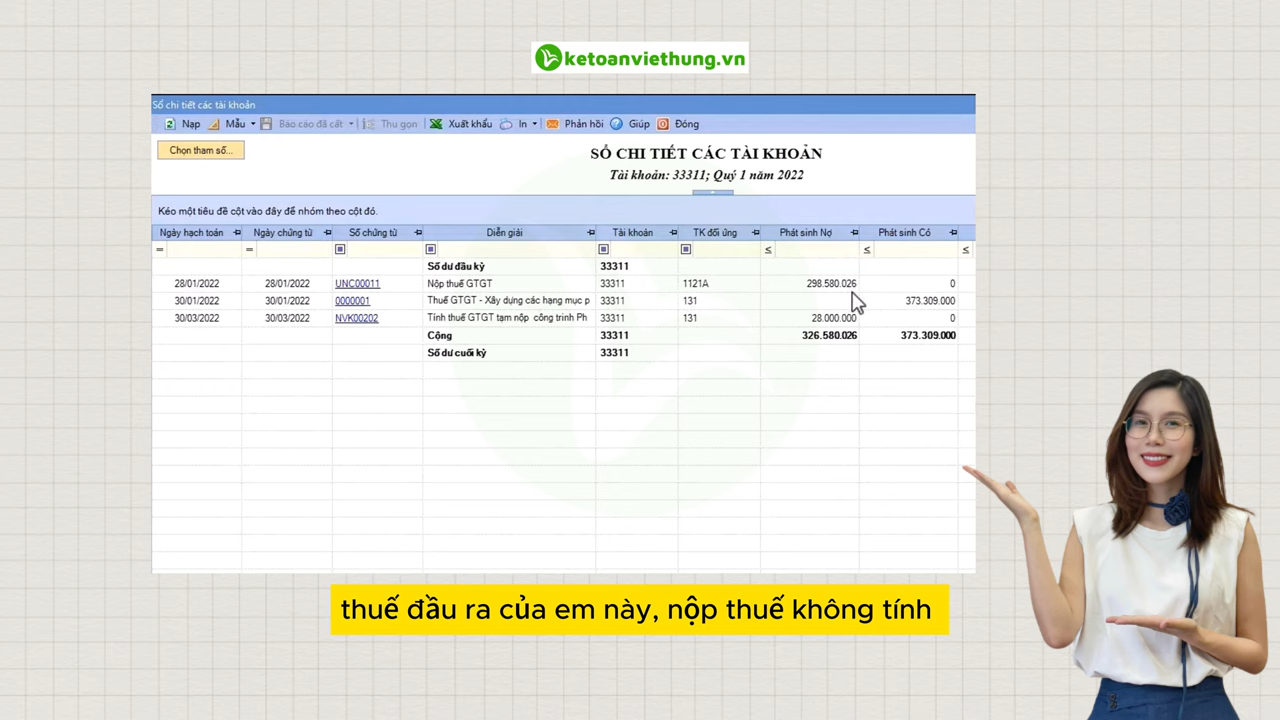 ketoanviethung.vn
Sổ chi tiết các tài khoản
Nạp Mẫu Báo cáo đã cất Thu gọn Xuất khẩu In Phản hồi Giúp Đóng
Chọn tham số...
SỔ CHI TIẾT CÁC TÀI KHOẢN
Tài khoản: 33311; Quý 1 năm 2022
Kéo một tiêu đề cột vào đây để nhóm theo cột đó.
Ngày hạch toán Ngày chứng từ Số chứng từ Diễn giải Tài khoản TK đối ứng Phát sinh Nợ Phát sinh Có
= = ≤ ≤ ≤
Số dư đầu kỳ 33311
28/01/2022 28/01/2022 UNC00011 Nộp thuế GTGT 33311 1121A 298.580.026 0
30/01/2022 30/01/2022 0000001 Thuế GTGT - Xây dựng các hạng mục p 33311 131 373.309.000
30/03/2022 30/03/2022 NVK00202 Tính thuế GTGT tạm nộp công trình Ph 33311 131 28.000.000 0
Cộng 33311 326.580.026 373.309.000
Số dư cuối kỳ 33311
thuế đầu ra của em này, nộp thuế không tính